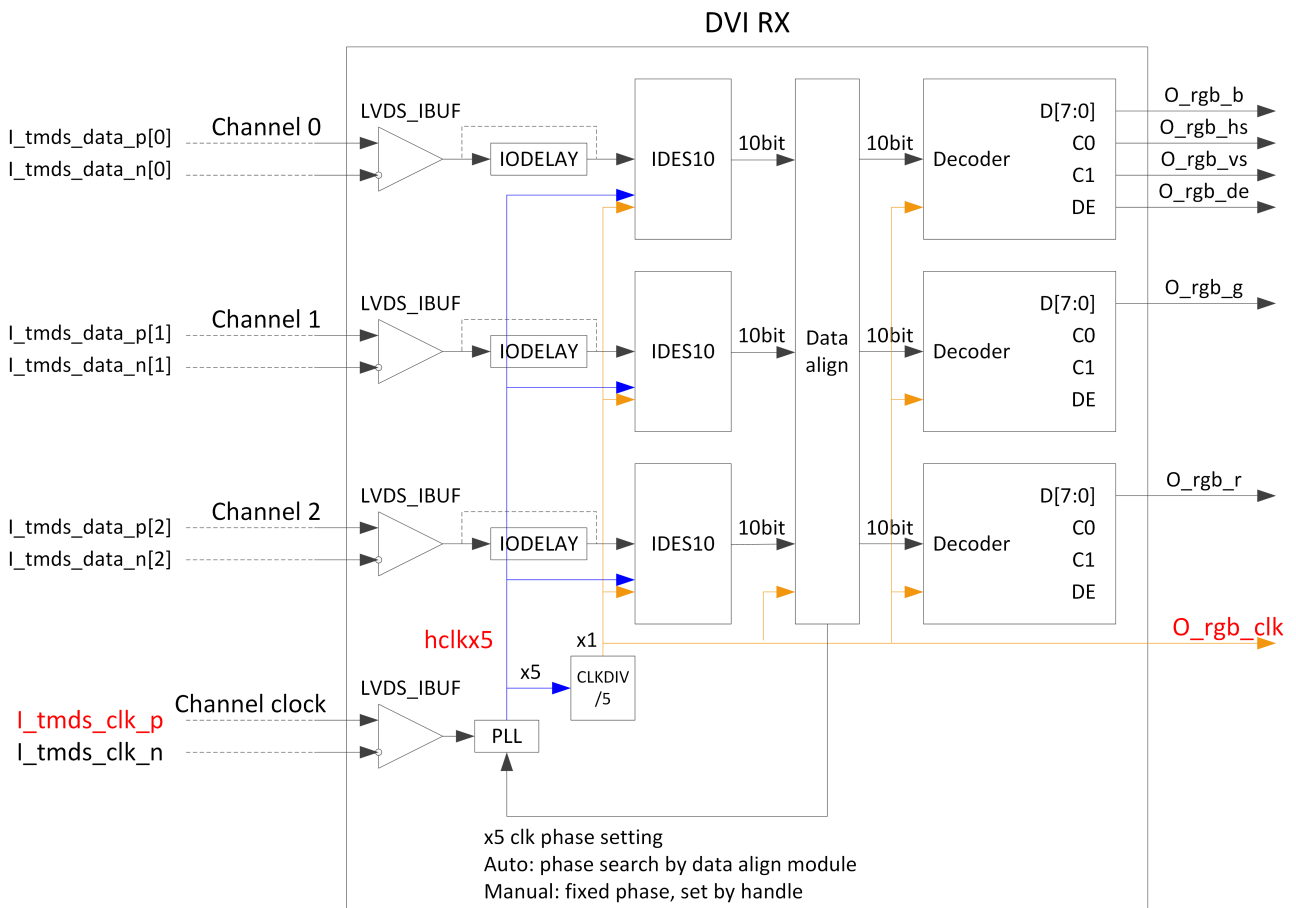 DVI RX
LVDS_IBUF
I_tmds_data_p[0]
Channel 0
I_tmds_data_n[0]
IODELAY
IDES10
10bit
10bit
Decoder
D[7:0]
C0
C1
DE
O_rgb_b
O_rgb_hs
O_rgb_vs
O_rgb_de
LVDS_IBUF
I_tmds_data_p[1]
Channel 1
I_tmds_data_n[1]
IODELAY
IDES10
10bit
Data
align
10bit
Decoder
D[7:0]
C0
C1
DE
O_rgb_g
LVDS_IBUF
I_tmds_data_p[2]
Channel 2
I_tmds_data_n[2]
IODELAY
IDES10
10bit
10bit
Decoder
D[7:0]
C0
C1
DE
O_rgb_r
hclkx5
x1
O_rgb_clk
x5
CLKDIV
/5
LVDS_IBUF
Channel clock
I_tmds_clk_p
I_tmds_clk_n
PLL
x5 clk phase setting
Auto: phase search by data align module
Manual: fixed phase, set by handle